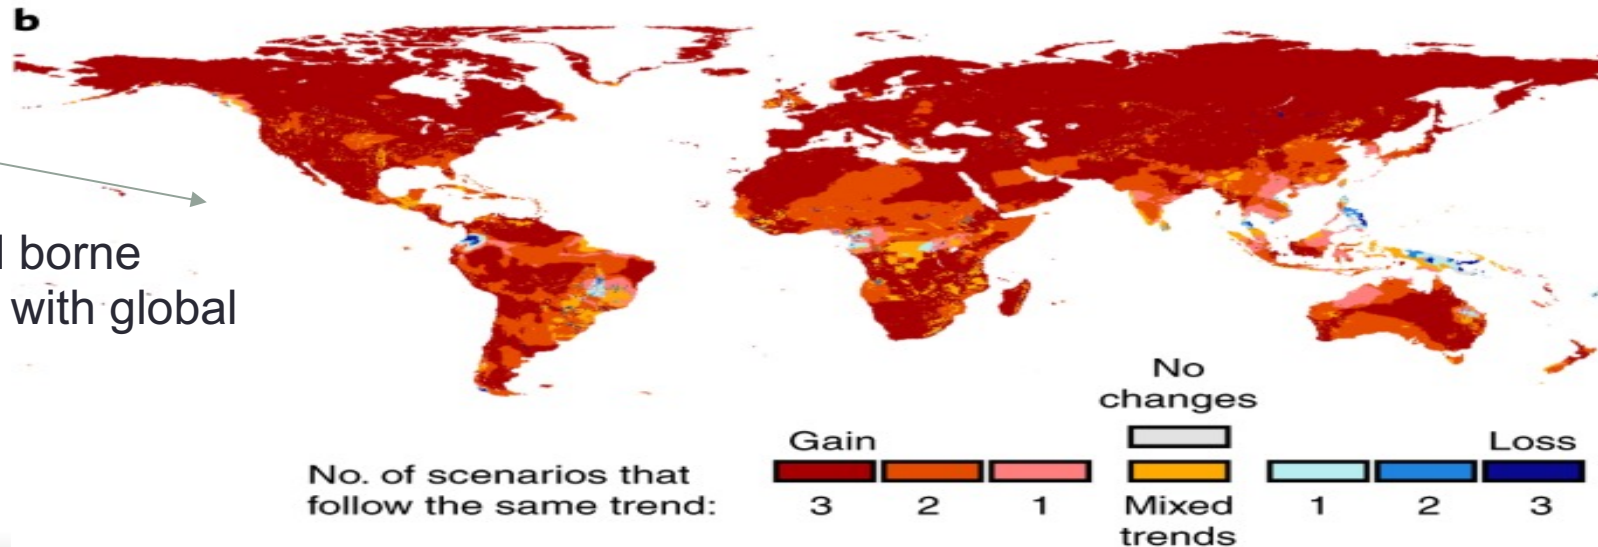 b
borne
with global
No
changes
Gain
Loss
No. of scenarios that
follow the same trend:
3
2
1
Mixed
trends
1
2
3